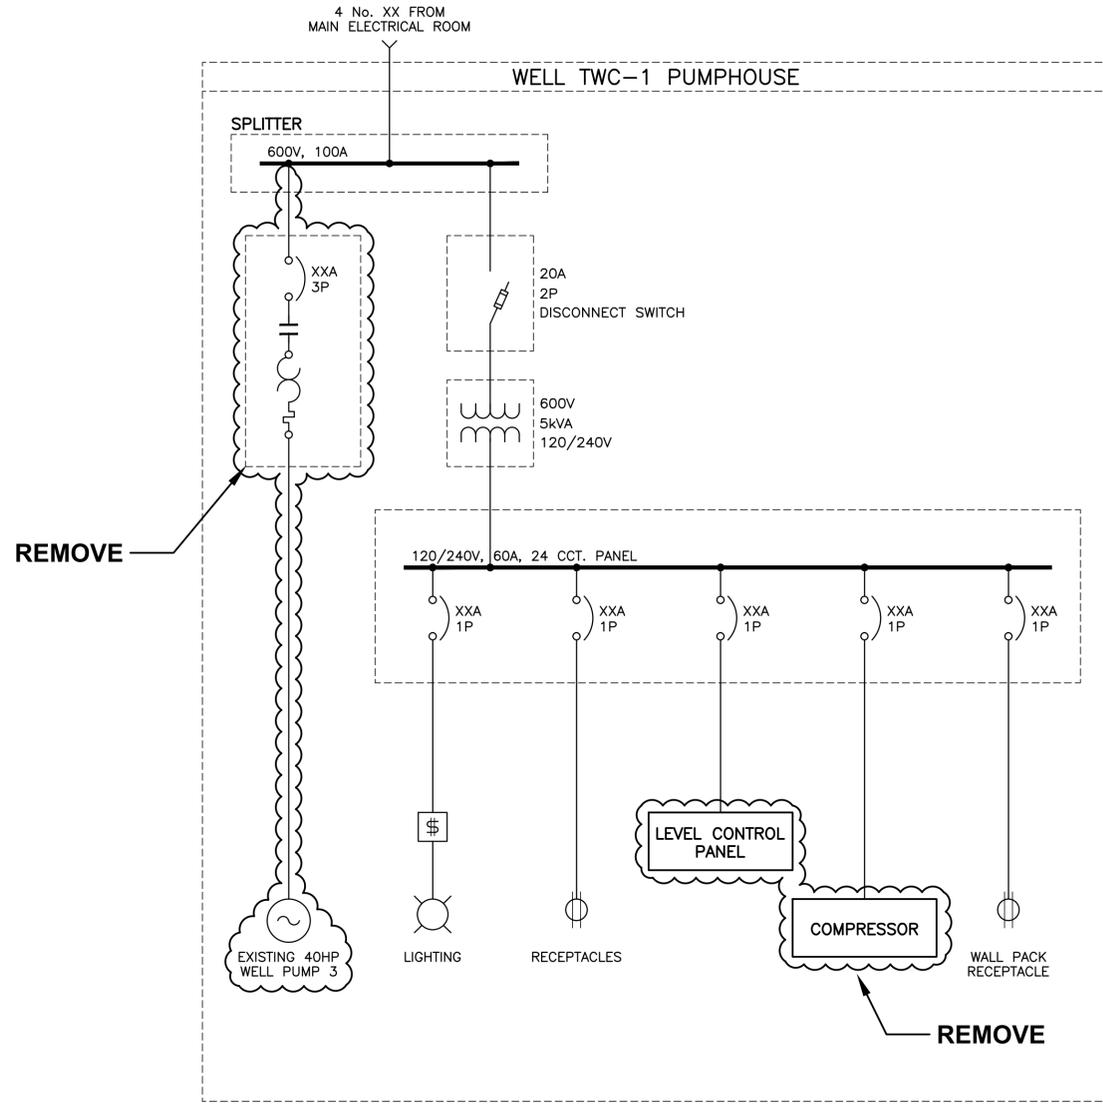 4 No. XX FROM
MAIN ELECTRICAL ROOM
WELL TWC-1 PUMPHOUSE
SPLITTER
600V, 100A
XXA
3P
20A
2P
DISCONNECT SWITCH
600V
5kVA
120/240V
REMOVE
120/240V, 60A, 24 CCT. PANEL
XXA
1P
XXA
1P
XXA
1P
XXA
1P
XXA
1P
$
LEVEL CONTROL
PANEL
COMPRESSOR
EXISTING 40HP
WELL PUMP 3
LIGHTING
RECEPTACLES
WALL PACK
RECEPTACLE
REMOVE